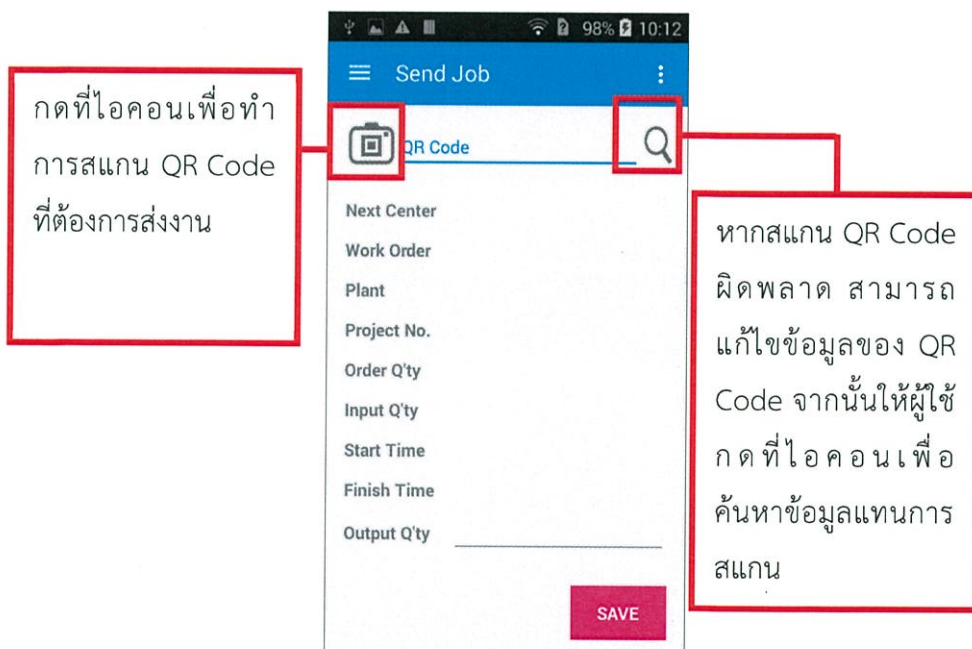 98% 10:12
Send Job
QR Code
Next Center
Work Order
Plant
Project No.
Order Q'ty
Input Q'ty
Start Time
Finish Time
Output Q'ty
SAVE
กดที่ไอคอนเพื่อทำ
การสแกน QR Code
ที่ต้องการส่งงาน
หากสแกน QR Code
ผิดพลาด สามารถ
แก้ไขข้อมูลของ QR
Code จากนั้นให้ผู้ใช้
กดที่ไอคอนเพื่อ
ค้นหาข้อมูลแทนการ
สแกน